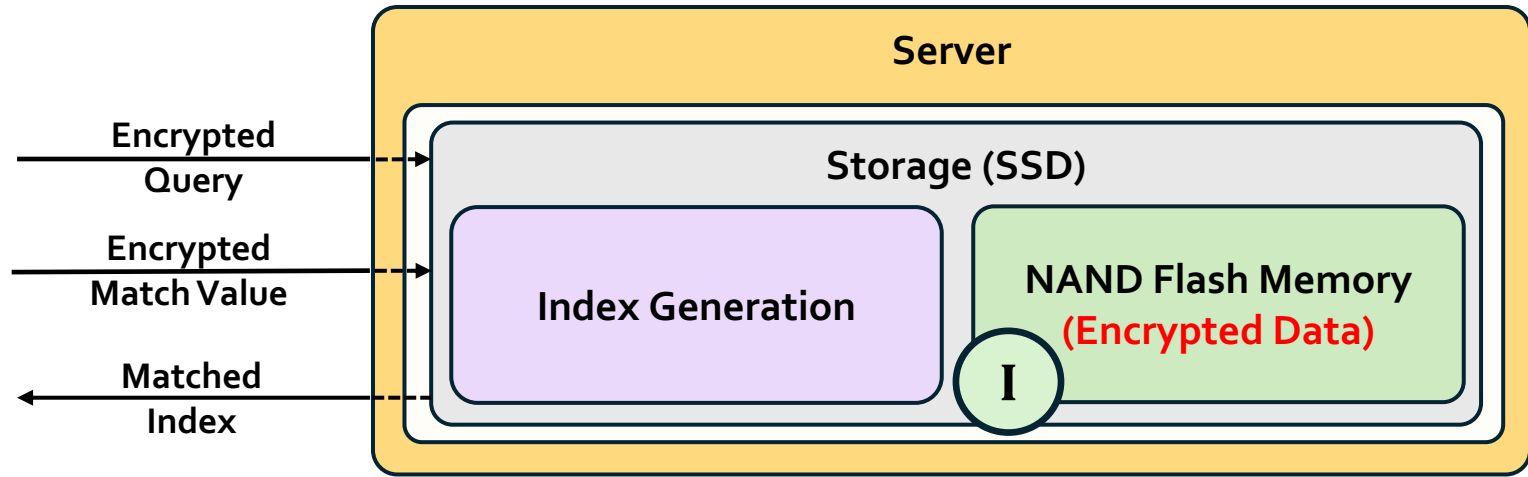 Server
Encrypted
Query
Storage (SSD)
Encrypted
Match Value
Index Generation
NAND Flash Memory
(Encrypted Data)
I
Matched
Index